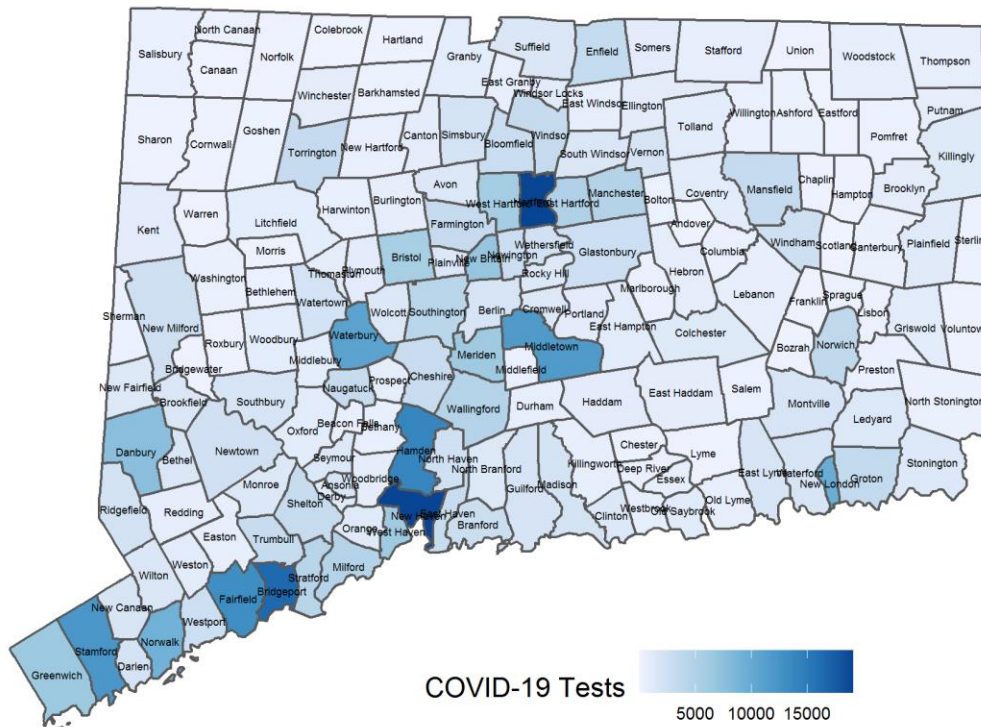 North Canaan
Colebrook
Hartland
Suffield
Enfield
Somers
Stafford
Union
Woodstock
Thompson
Salisbury
Canaan
Norfolk
Granby
East Granby
Windsor Locks
Winchester
Barkhamsted
East Windsor
Ellington
Willington
Ashford
Eastford
Putnam
Sharon
Cornwall
Goshen
Torrington
New Hartford
Canton
Simsbury
Bloomfield
Windsor
South Windsor
Vernon
Tolland
Pomfret
Killingly
Avon
West Hartford
East Hartford
Manchester
Bolton
Coventry
Mansfield
Chaplin
Hampton
Brooklyn
Kent
Warren
Litchfield
Harwinton
Burlington
Farmington
Wethersfield
Glastonbury
Andover
Columbia
Windham
Scotland
Canterbury
Plainfield
Sterling
Morris
Bristol
Plainville
New Britain
Newington
Rocky Hill
Hebron
Washington
Bethlehem
Thomaston
Plymouth
Marlborough
Lebanon
Franklin
Sprague
Lisbon
Griswold
Voluntown
Sherman
New Milford
Roxbury
Woodbury
Watertown
Waterbury
Wolcott
Southington
Berlin
Cromwell
Portland
East Hampton
Colchester
Bozrah
Norwich
Preston
Bridgewater
Middlebury
Meriden
Middletown
Middlefield
New Fairfield
Brookfield
Southbury
Naugatuck
Prospect
Cheshire
Wallingford
Durham
Haddam
East Haddam
Salem
Montville
Ledyard
North Stonington
Danbury
Bethel
Newtown
Oxford
Beacon Falls
Bethany
Hamden
North Haven
Seymour
Woodbridge
Ansonia
Derby
North Branford
Guilford
Madison
Killingworth
Chester
Deep River
Essex
Lyme
East Lyme
Waterford
New London
Groton
Stonington
Ridgefield
Redding
Monroe
Shelton
Orange
New Haven
East Haven
West Haven
Branford
Clinton
Westbrook
Old Saybrook
Old Lyme
Easton
Trumbull
Stratford
Milford
Wilton
Weston
Fairfield
Bridgeport
New Canaan
Westport
Norwalk
Greenwich
Stamford
Darien
COVID-19 Tests
5000 10000 15000